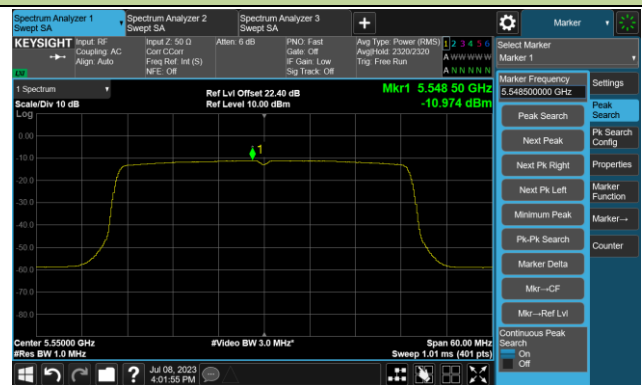 Spectrum Analyzer 1
Swept SA
Spectrum Analyzer 2
Swept SA
Spectrum Analyzer 3
Swept SA
+
Marker
KEYSIGHT
Input: RF
Coupling: AC
Align: Auto
Input Z: 50 Ω
Corr CCorr
Freq Ref: Int (S)
NFE: Off
Atten: 6 dB
PNO: Fast
Gate: Off
IF Gain: Low
Sig Track: Off
Avg Type: Power (RMS)
Avg|Hold: 2320/2320
Trig: Free Run
1 2 3 4 5 6
A W W W W W
A N N N N N
Select Marker
Marker 1
1 Spectrum
Scale/Div 10 dB
Log
Ref Lvl Offset 22.40 dB
Ref Level 10.00 dBm
Mkr1 5.548 50 GHz
-10.974 dBm
0.00
-10.0
-20.0
-30.0
-40.0
-50.0
-60.0
-70.0
-80.0
1
Center 5.55000 GHz
#Res BW 1.0 MHz
#Video BW 3.0 MHz*
Span 60.00 MHz
Sweep 1.01 ms (401 pts)
Marker Frequency
5.548500000 GHz
Peak Search
Next Peak
Next Pk Right
Next Pk Left
Minimum Peak
Pk-Pk Search
Marker Delta
Mkr→CF
Mkr→Ref Lvl
Continuous Peak
Search
On
Off
Settings
Peak
Search
Pk Search
Config
Properties
Marker
Function
Marker→
Counter
?
Jul 08, 2023
4:01:55 PM